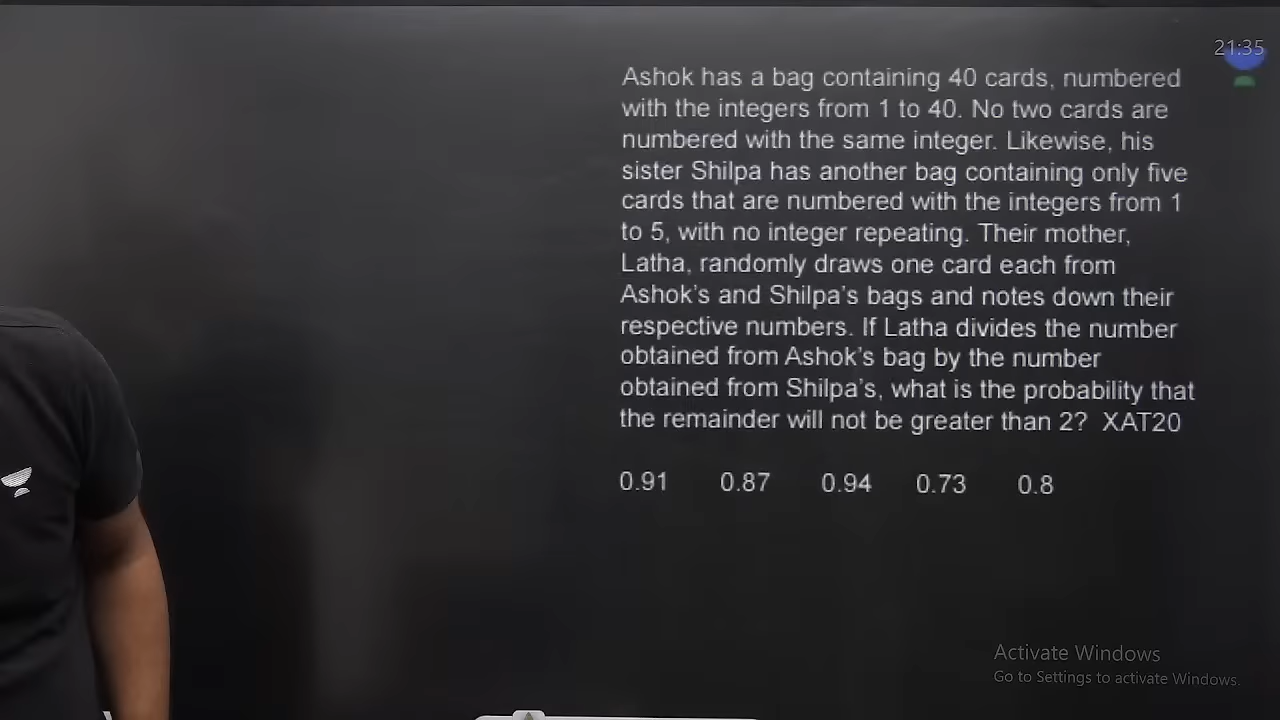 21:35
Ashok has a bag containing 40 cards, numbered
with the integers from 1 to 40. No two cards are
numbered with the same integer. Likewise, his
sister Shilpa has another bag containing only five
cards that are numbered with the integers from 1
to 5, with no integer repeating. Their mother,
Latha, randomly draws one card each from
Ashok’s and Shilpa’s bags and notes down their
respective numbers. If Latha divides the number
obtained from Ashok’s bag by the number
obtained from Shilpa’s, what is the probability that
the remainder will not be greater than 2? XAT20
0.91 0.87 0.94 0.73 0.8
Activate Windows
Go to Settings to activate Windows.